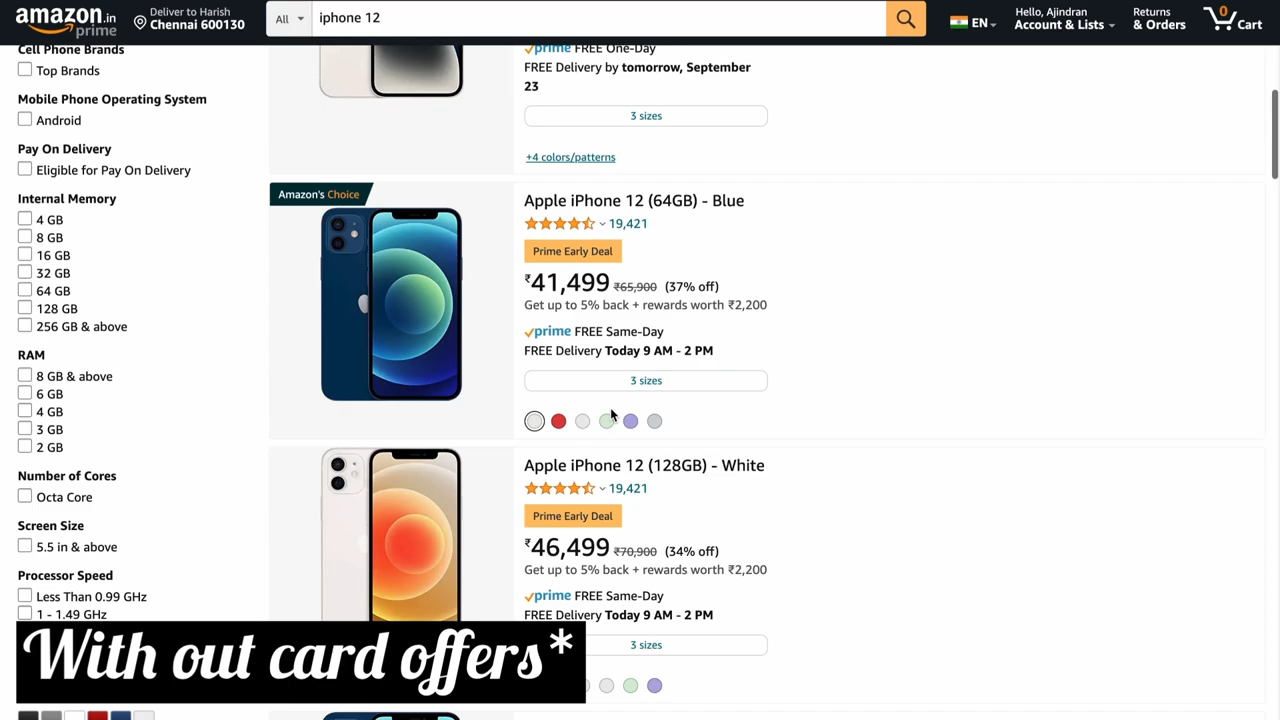 amazon.in
prime
Deliver to Harish
Chennai 600130
All
iphone 12
EN
Hello, Ajindran
Account & Lists
Returns
& Orders
0
Cart
Cell Phone Brands
Top Brands
Mobile Phone Operating System
Android
Pay On Delivery
Eligible for Pay On Delivery
Internal Memory
4 GB
8 GB
16 GB
32 GB
64 GB
128 GB
256 GB & above
RAM
8 GB & above
6 GB
4 GB
3 GB
2 GB
Number of Cores
Octa Core
Screen Size
5.5 in & above
Processor Speed
Less Than 0.99 GHz
1 - 1.49 GHz
prime FREE One-Day
FREE Delivery by tomorrow, September
23
3 sizes
+4 colors/patterns
Amazon's Choice
Apple iPhone 12 (64GB) - Blue
19,421
Prime Early Deal
₹41,499 ₹65,900 (37% off)
Get up to 5% back + rewards worth ₹2,200
prime FREE Same-Day
FREE Delivery Today 9 AM - 2 PM
3 sizes
Apple iPhone 12 (128GB) - White
19,421
Prime Early Deal
₹46,499 ₹70,900 (34% off)
Get up to 5% back + rewards worth ₹2,200
prime FREE Same-Day
FREE Delivery Today 9 AM - 2 PM
3 sizes
With out card offers*